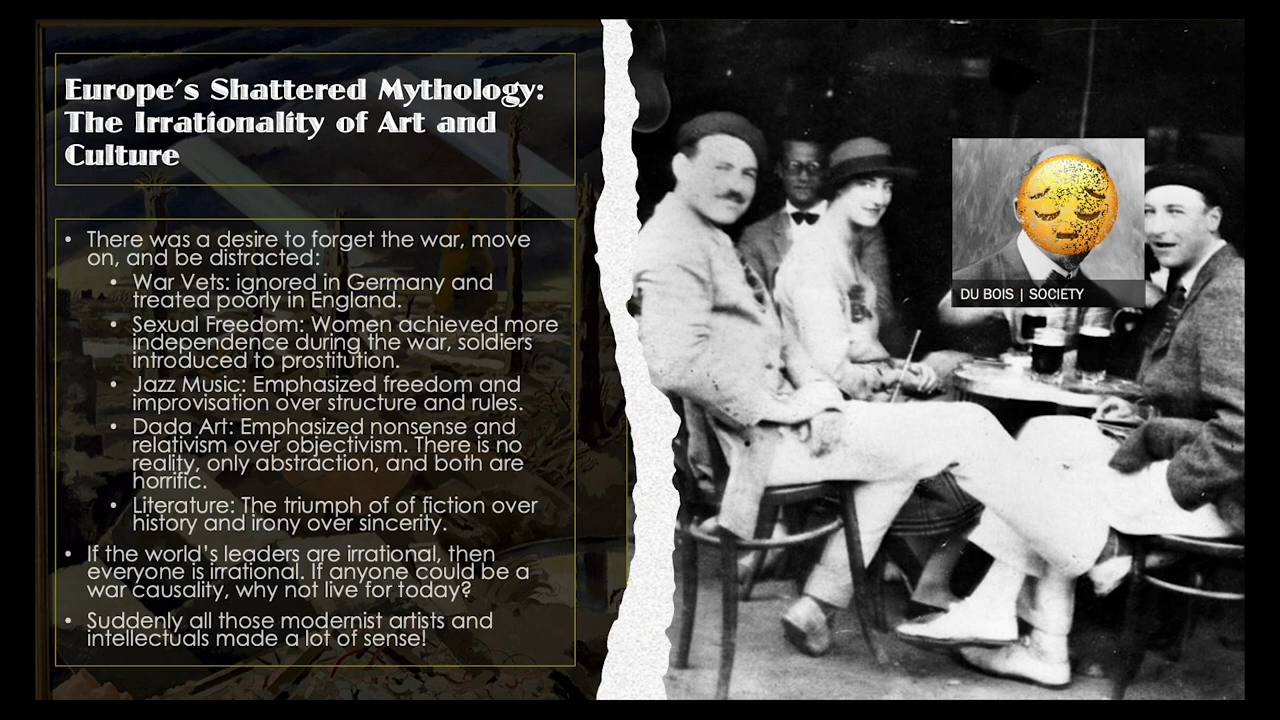 Europe's Shattered Mythology:
The Irrationality of Art and
Culture
• There was a desire to forget the war, move
on, and be distracted:
• War Vets: ignored in Germany and
treated poorly in England.
• Sexual Freedom: Women achieved more
independence during the war, soldiers
introduced to prostitution.
• Jazz Music: Emphasized freedom and
improvisation over structure and rules.
• Dada Art: Emphasized nonsense and
relativism over objectivism. There is no
reality, only abstraction, and both are
horrific.
• Literature: The triumph of of fiction over
history and irony over sincerity.
• If the world's leaders are irrational, then
everyone is irrational. If anyone could be a
war causality, why not live for today?
• Suddenly all those modernist artists and
intellectuals made a lot of sense!
DU BOIS | SOCIETY